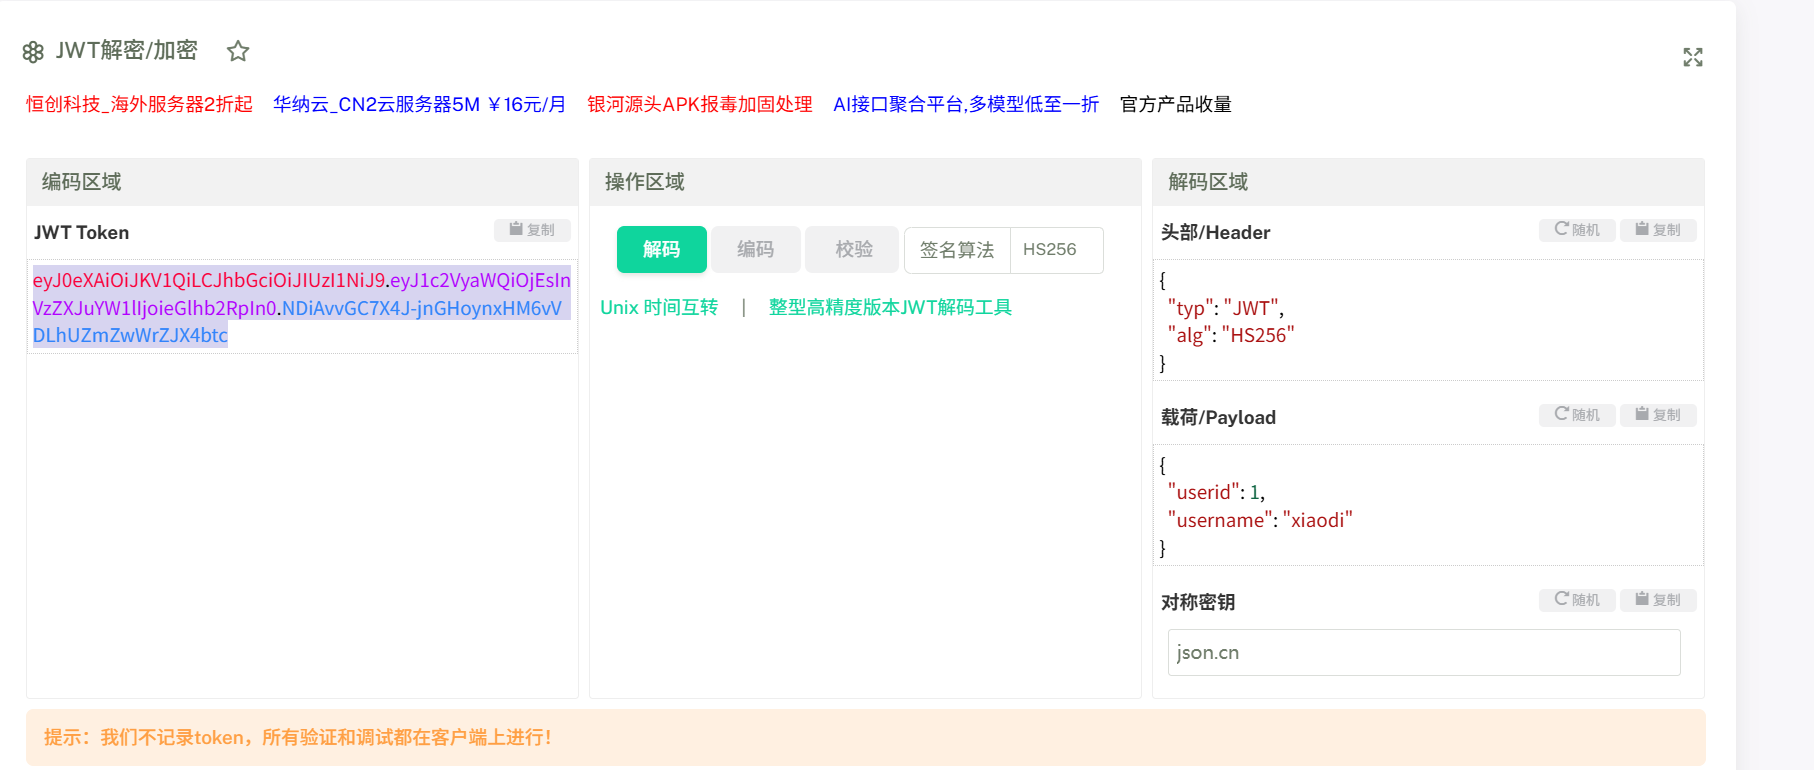 JWT解密/加密
恒创科技_海外服务器2折起 华纳云_CN2云服务器5M ￥16元/月 银河源头APK报毒加固处理 AI接口聚合平台,多模型低至一折 官方产品收量
编码区域
JWT Token 复制
eyJ0eXAiOiJKV1QiLCJhbGciOiJIUzI1NiJ9.eyJ1c2VyaWQiOjEsIn
VzZXJuYW1lIjoieGlhb2RpIn0.NDiAvvGC7X4J-jnGHoynxHM6vV
DLhUZmZwWrZJX4btc
操作区域
解码 编码 校验 签名算法 HS256
Unix 时间互转 | 整型高精度版本JWT解码工具
解码区域
头部/Header 随机 复制
{
"typ": "JWT",
"alg": "HS256"
}
载荷/Payload 随机 复制
{
"userid": 1,
"username": "xiaodi"
}
对称密钥 随机 复制
json.cn
提示：我们不记录token，所有验证和调试都在客户端上进行！